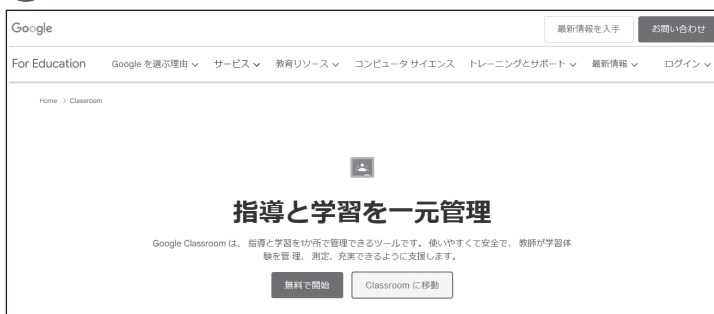 Google
最新情報を入手
お問い合わせ
For Education
Google を選ぶ理由
サービス
教育リソース
コンピュータ サイエンス
トレーニングとサポート
最新情報
ログイン
Home > Classroom
指導と学習を一元管理
Google Classroom は、 指導と学習を1か所で管理できるツールです。 使いやすくて安全で、 教師が学習体
験を管 理、 測定、充実できるように支援します。
無料で開始
Classroom に移動